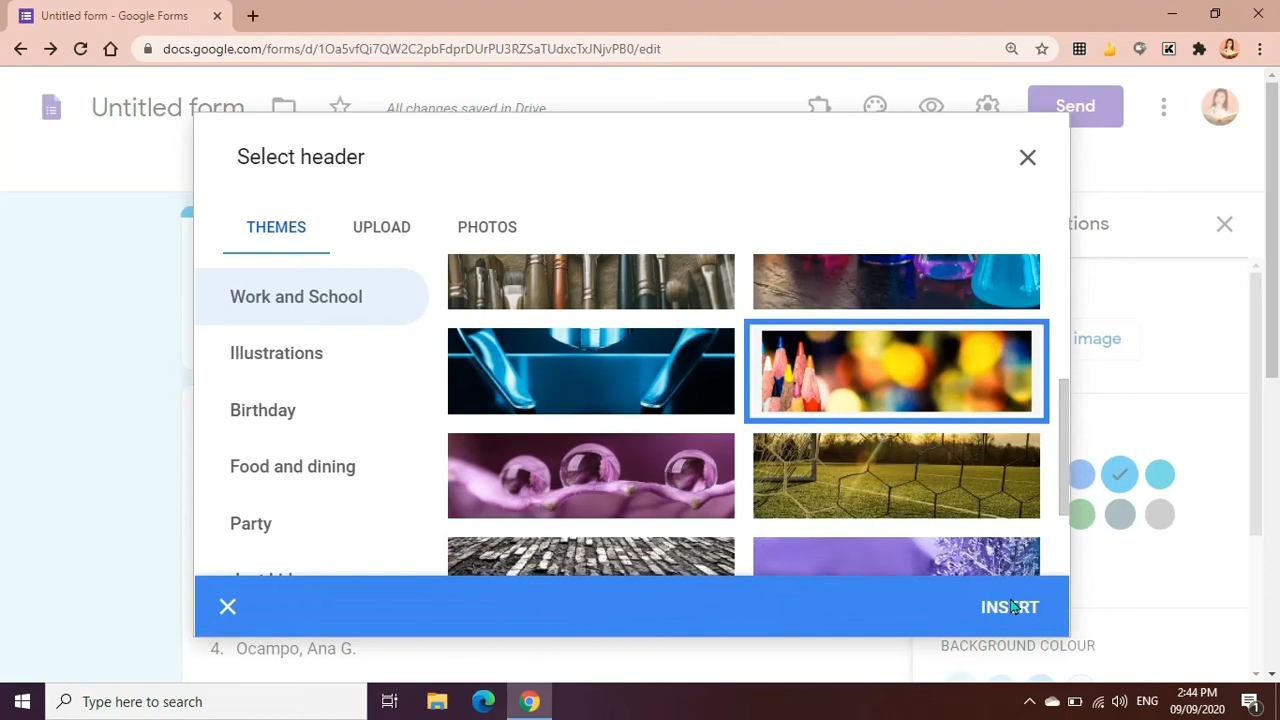 Untitled form - Google Forms
docs.google.com/forms/d/1Oa5vfQi7QW2C2pbFdprDUrPU3RZSaTUdxcTxJNjvPB0/edit
Untitled form
All changes saved in Drive
Send
Select header
THEMES
UPLOAD
PHOTOS
Work and School
Illustrations
Birthday
Food and dining
Party
image
INSERT
4. Ocampo, Ana G.
BACKGROUND COLOUR
Type here to search
2:44 PM
09/09/2020
1